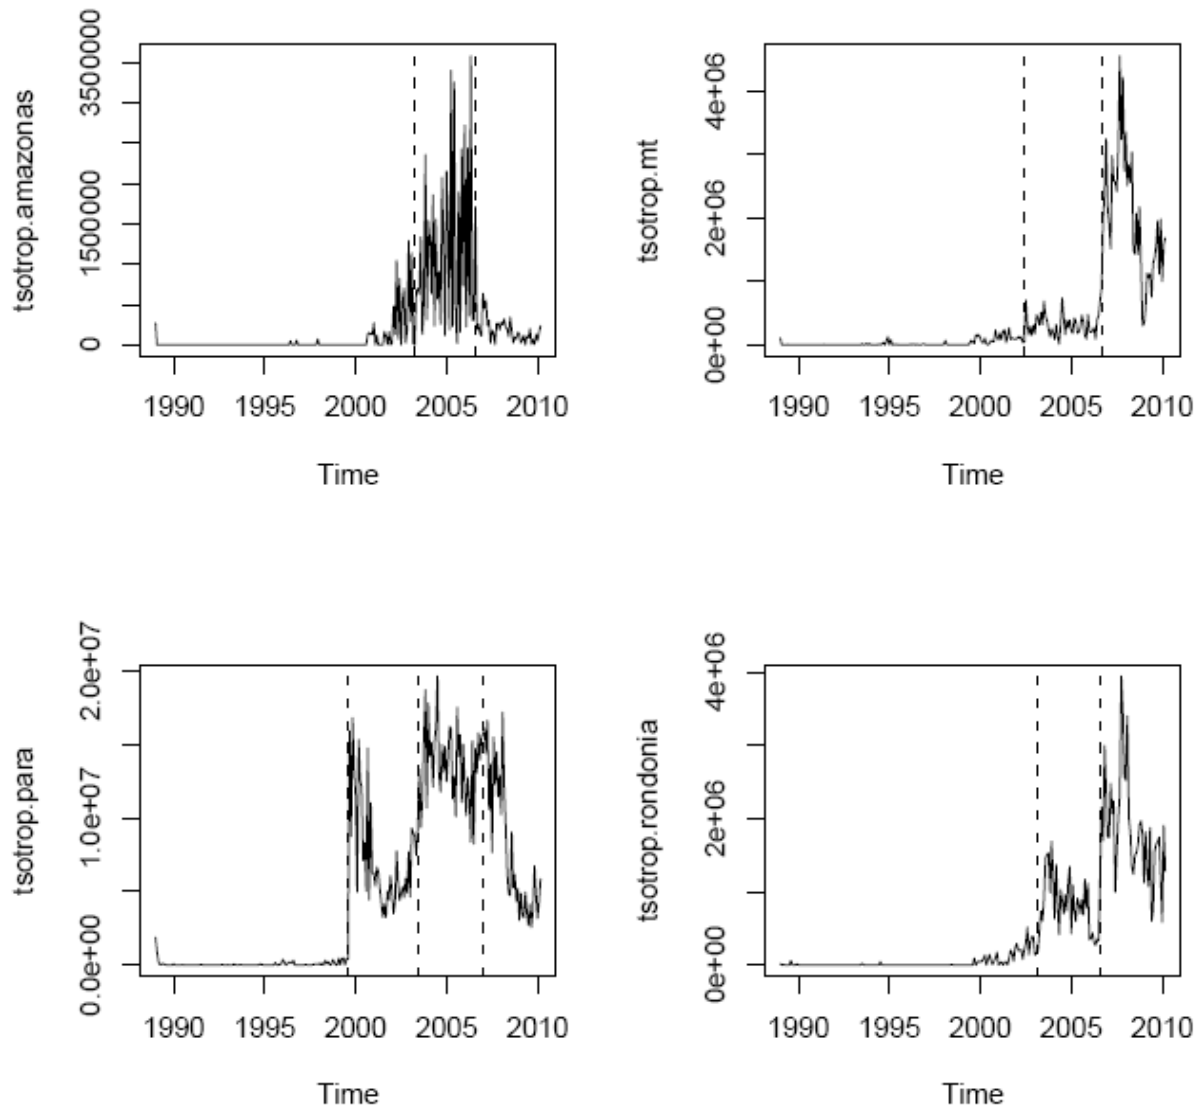 tsotrop.amazonas
3500000
1500000
0
1990 1995 2000 2005 2010
Time
tsotrop.mt
4e+06
2e+06
0e+00
1990 1995 2000 2005 2010
Time
tsotrop.para
2.0e+07
1.0e+07
0.0e+00
1990 1995 2000 2005 2010
Time
tsotrop.rondonia
4e+06
2e+06
0e+00
1990 1995 2000 2005 2010
Time